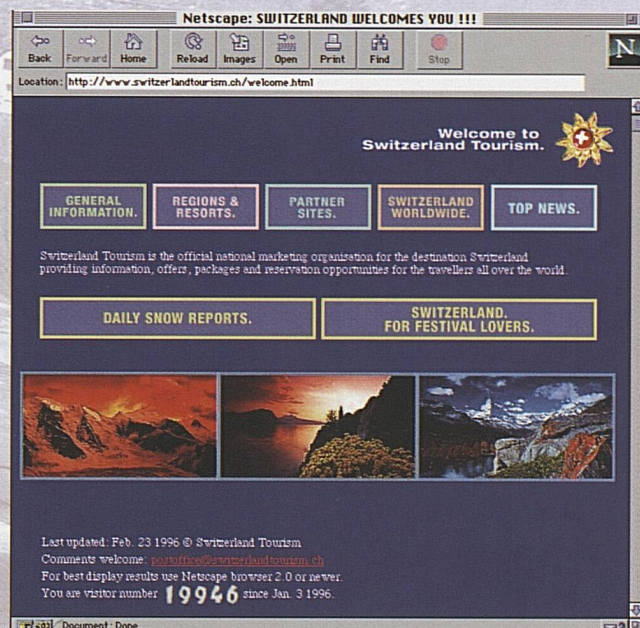 Netscape: SWITZERLAND WELCOMES YOU !!!
Back Forward Home Reload Images Open Print Find Stop
N
Location: http://www.switzerlandtourism.ch/welcome.html
Welcome to
Switzerland Tourism.
GENERAL
INFORMATION.
REGIONS &
RESORTS.
PARTNER
SITES.
SWITZERLAND
WORLDWIDE.
TOP NEWS.
Switzerland Tourism is the official national marketing organisation for the destination Switzerland
providing information, offers, packages and reservation opportunities for the travellers all over the world.
DAILY SNOW REPORTS.
SWITZERLAND.
FOR FESTIVAL LOVERS.
Last updated: Feb. 23 1996 © Switzerland Tourism
Comments welcome: postoffice@switzerlandtourism.ch
For best display results use Netscape browser 2.0 or newer.
You are visitor number 19946 since Jan. 3 1996.
Document : Done